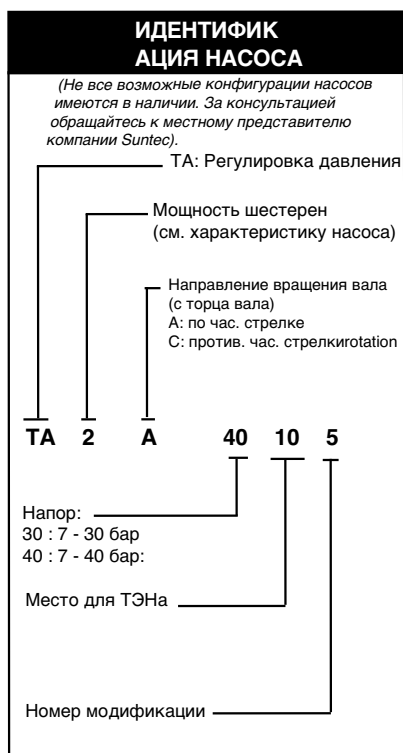 ИДЕНТИФИК
АЦИЯ НАСОСА
(Не все возможные конфигурации насосов
имеются в наличии. За консультацией
обращайтесь к местному представителю
компании Suntec).
TA: Регулировка давления
Мощность шестерен
(см. характеристику насоса)
Направление вращения вала
(с торца вала)
A: по час. стрелке
C: против. час. стрелкиrotation
TA 2 A 40 10 5
Напор:
30 : 7 - 30 бар
40 : 7 - 40 бар:
Место для ТЭНа
Номер модификации